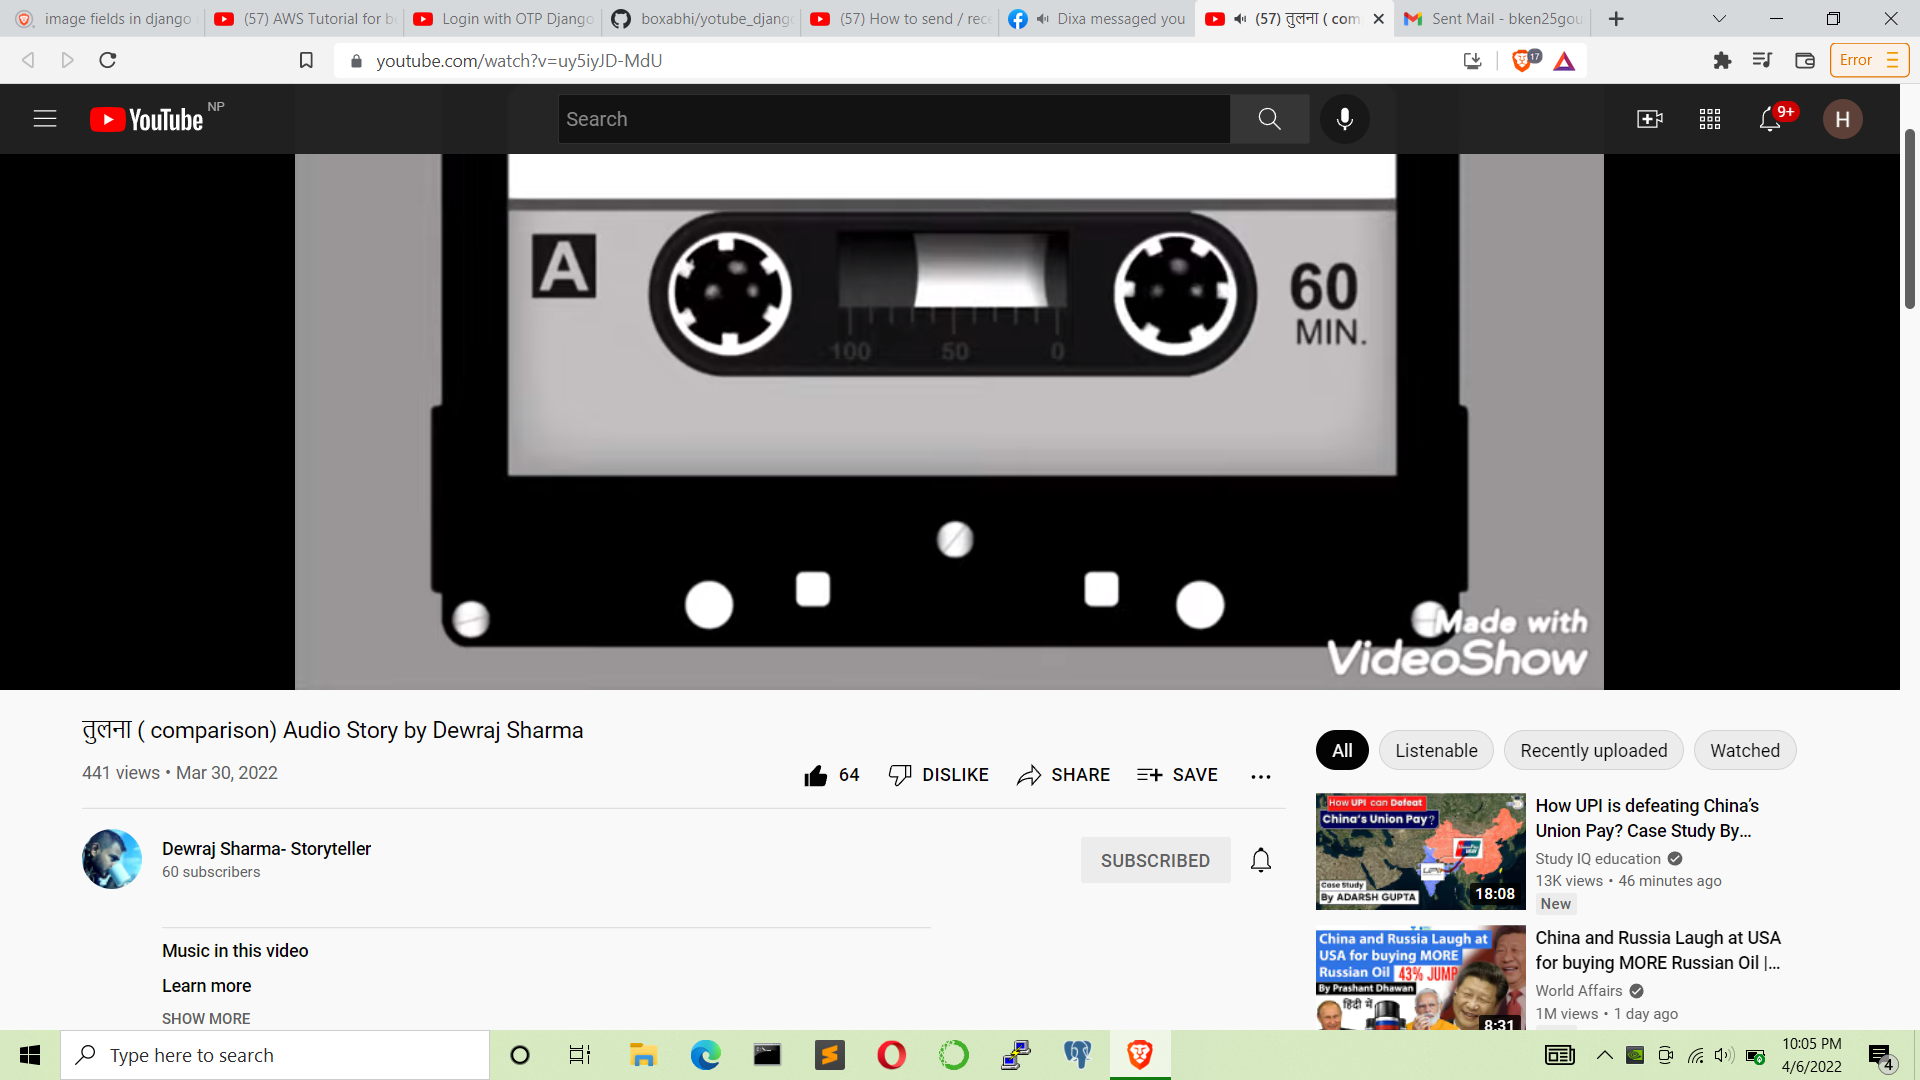 image fields in django
(57) AWS Tutorial for be
Login with OTP Django
boxabhi/yotube_django
(57) How to send / rece
Dixa messaged you
(57) तुलना ( com
Sent Mail - bken25gou
youtube.com/watch?v=uy5iyJD-MdU
17
Error
YouTube NP
Search
9+
H
A
60
MIN.
100 50 0
Made with
VideoShow
तुलना ( comparison) Audio Story by Dewraj Sharma
441 views • Mar 30, 2022
64 DISLIKE SHARE SAVE
Dewraj Sharma- Storyteller
60 subscribers
SUBSCRIBED
Music in this video
Learn more
SHOW MORE
All Listenable Recently uploaded Watched
How UPI can Defeat
China's Union Pay?
UnionPay
UPI
Case Study
By ADARSH GUPTA
18:08
How UPI is defeating China's
Union Pay? Case Study By...
Study IQ education
13K views • 46 minutes ago
New
China and Russia Laugh at
USA for buying MORE
Russian Oil 43% JUMP
By Prashant Dhawan
हिंदी में
8:31
China and Russia Laugh at USA
for buying MORE Russian Oil |...
World Affairs
1M views • 1 day ago
Type here to search
10:05 PM
4/6/2022
4